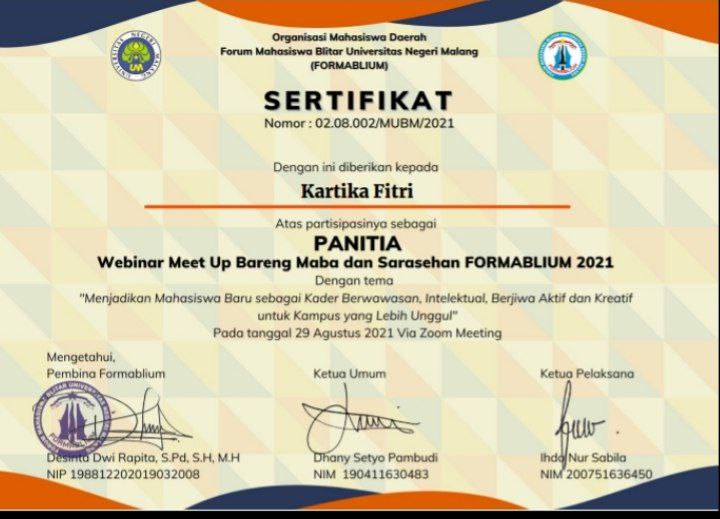 Organisasi Mahasiswa Daerah
Forum Mahasiswa Blitar Universitas Negeri Malang
(FORMABLIUM)
SERTIFIKAT
Nomor : 02.08.002/MUBM/2021
Dengan ini diberikan kepada
Kartika Fitri
Atas partisipasinya sebagai
PANITIA
Webinar Meet Up Bareng Maba dan Sarasehan FORMABLIUM 2021
Dengan tema
"Menjadikan Mahasiswa Baru sebagai Kader Berwawasan, Intelektual, Berjiwa Aktif dan Kreatif
untuk Kampus yang Lebih Unggul"
Pada tanggal 29 Agustus 2021 Via Zoom Meeting
Mengetahui,
Pembina Formablium
Ketua Umum
Ketua Pelaksana
Desinta Dwi Rapita, S.Pd, S.H, M.H
Dhany Setyo Pambudi
Ihda Nur Sabila
NIP 198812202019032008
NIM 190411630483
NIM 200751636450